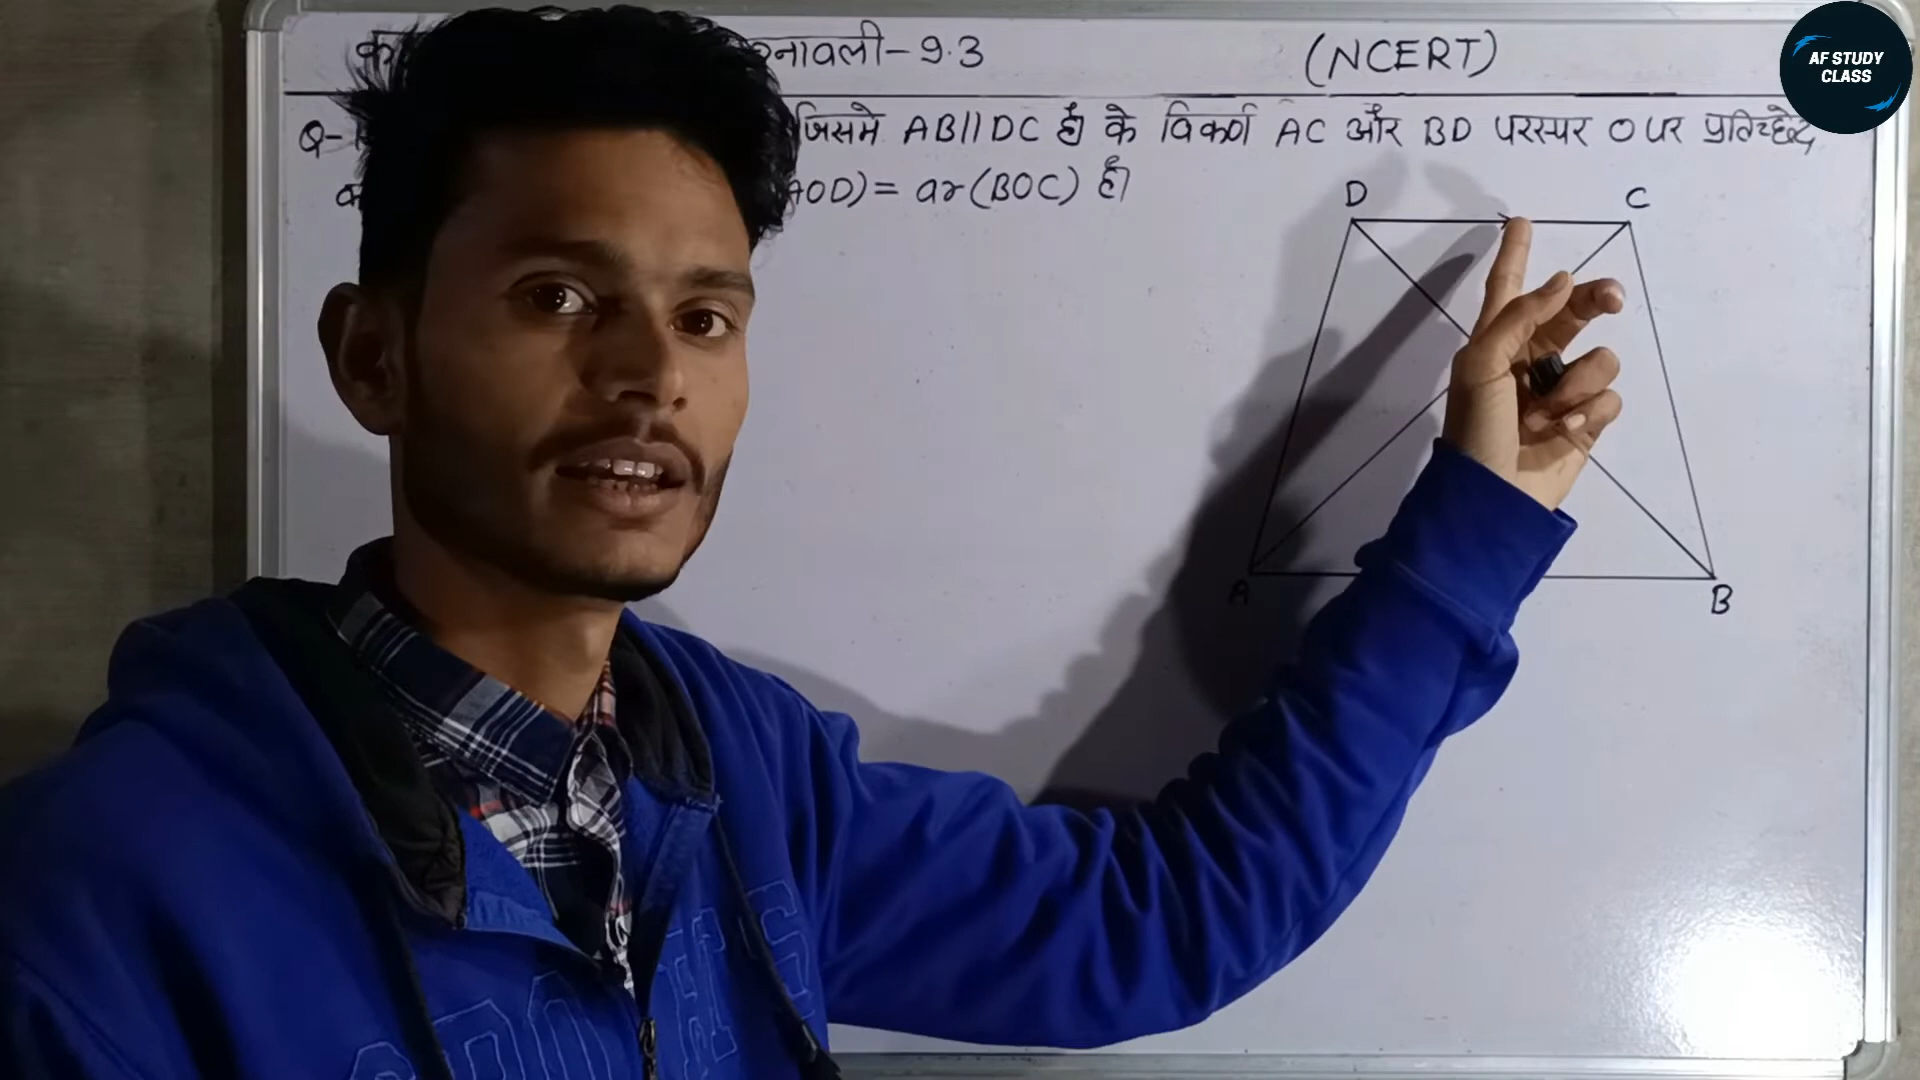 नावली-9.3 (NCERT)
AF STUDY
CLASS
Q- जिसमे AB||DC है के विकर्ण AC और BD परस्पर O पर प्रतिच्छेद
AOD) = ar(BOC) है
D C
A B